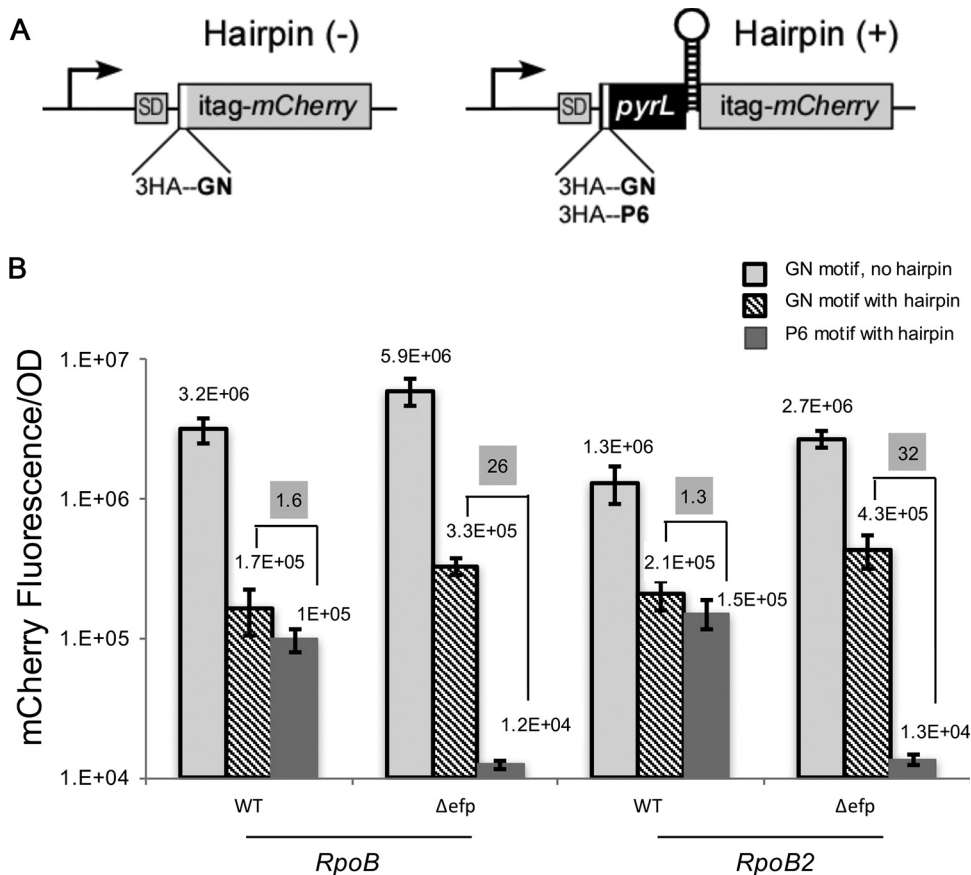 A
Hairpin (-)
SD
itag-mCherry
3HA--GN
Hairpin (+)
SD
pyrL
itag-mCherry
3HA--GN
3HA--P6
B
GN motif, no hairpin
GN motif with hairpin
P6 motif with hairpin
mCherry Fluorescence/OD
1.E+07
1.E+06
1.E+05
1.E+04
3.2E+06
1.6
1.7E+05
1E+05
5.9E+06
26
3.3E+05
1.2E+04
1.3E+06
1.3
2.1E+05
1.5E+05
2.7E+06
32
4.3E+05
1.3E+04
WT
Δefp
WT
Δefp
RpoB
RpoB2